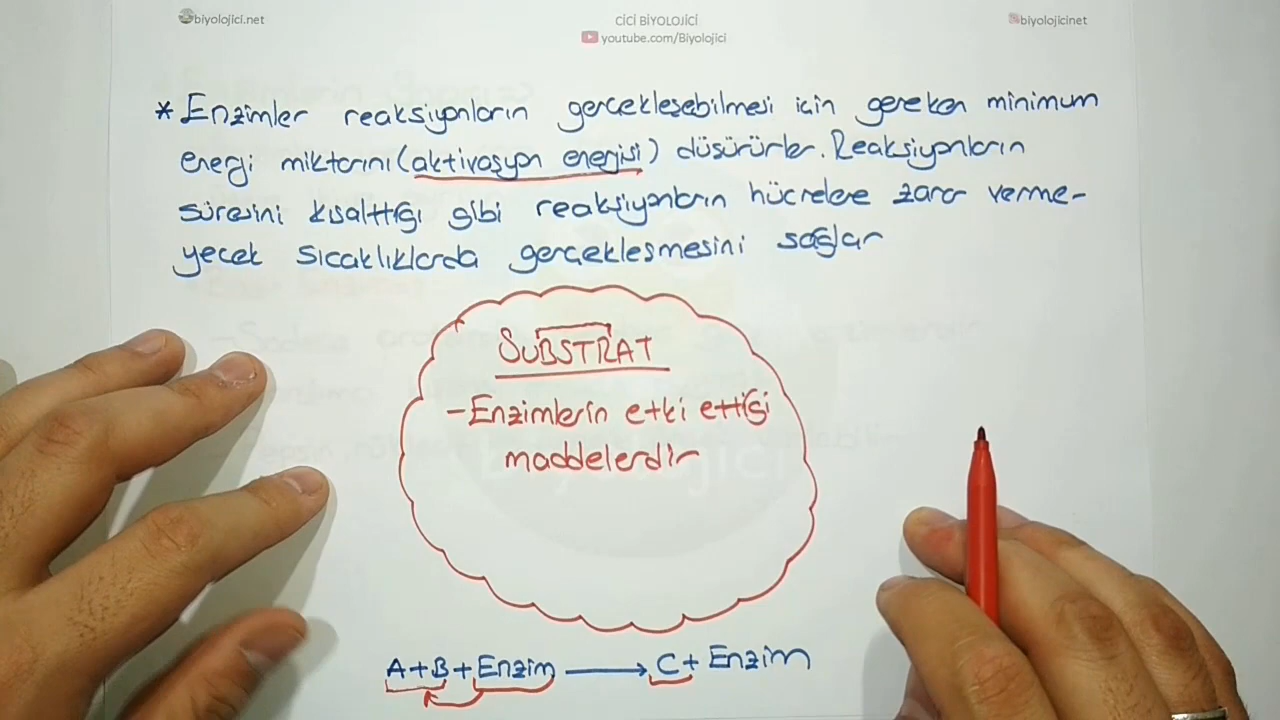 biyolojici.net
CİCİ BİYOLOJİCİ
youtube.com/Biyolojici
biyolojicinet
* Enzimler reaksiyonların gerçekleşebilmesi için gereken minimum
energi miktarını (aktivasyon energisi) düşürürler. Reaksiyonların
süresini kısalttığı gibi reaksiyonların hücrelere zarar verme-
yecek sıcaklıklarda gerçekleşmesini sağlar
SUBSTRAT
- Enzimlerin etki ettiği
maddelerdir
A+B+Enzim → C+ Enzim